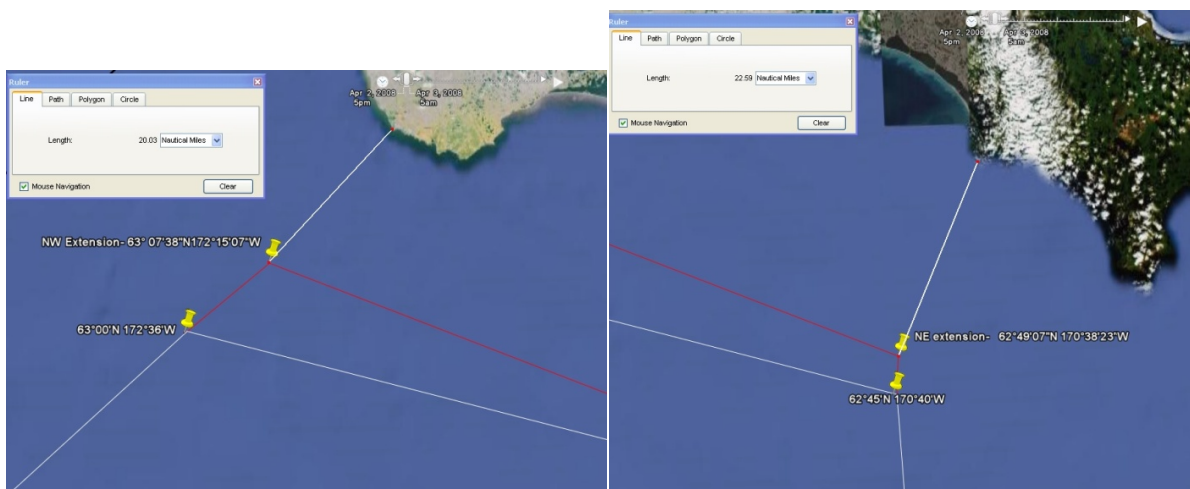 Ruler
Line Path Polygon Circle
Length: 20.03 Nautical Miles
Mouse Navigation
Clear
Apr 2, 2008
5pm
Apr 3, 2008
5am
NW Extension- 63° 07'38"N172°15'07"W
63°00'N 172°36'W
Ruler
Line Path Polygon Circle
Length: 22.59 Nautical Miles
Mouse Navigation
Clear
Apr 2, 2008
5pm
Apr 3, 2008
5am
NE extension- 62°49'07"N 170°38'23"W
62°45'N 170°40'W